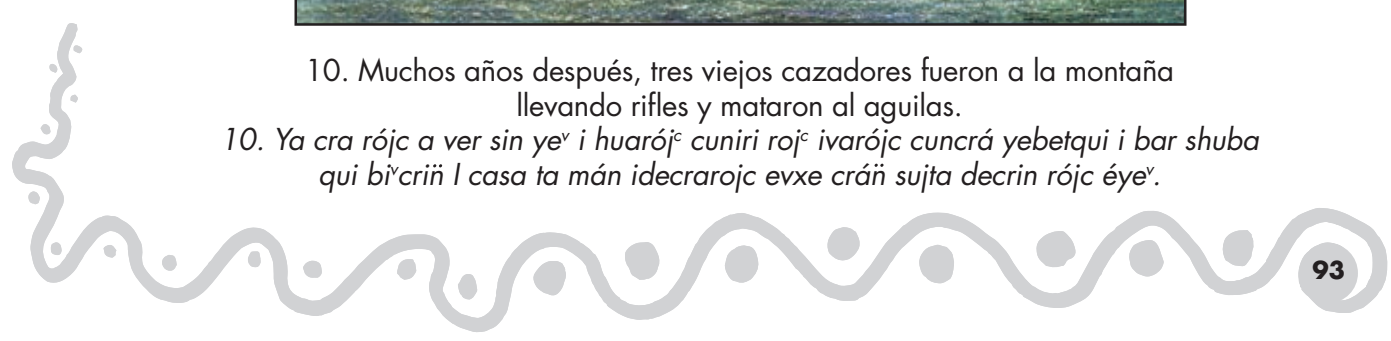 10. Muchos años después, tres viejos cazadores fueron a la montaña
llevando rifles y mataron al aguilas.
10. Ya cra rójc a ver sin yeᵛ i huarójᶜ cuniri rojᶜ ivarójc cuncrá yebetqui i bar shuba
qui biᵛcrin̈ I casa ta mán idecrarojc evxe crán̈ sujta decrin rójc éyeᵛ.
93